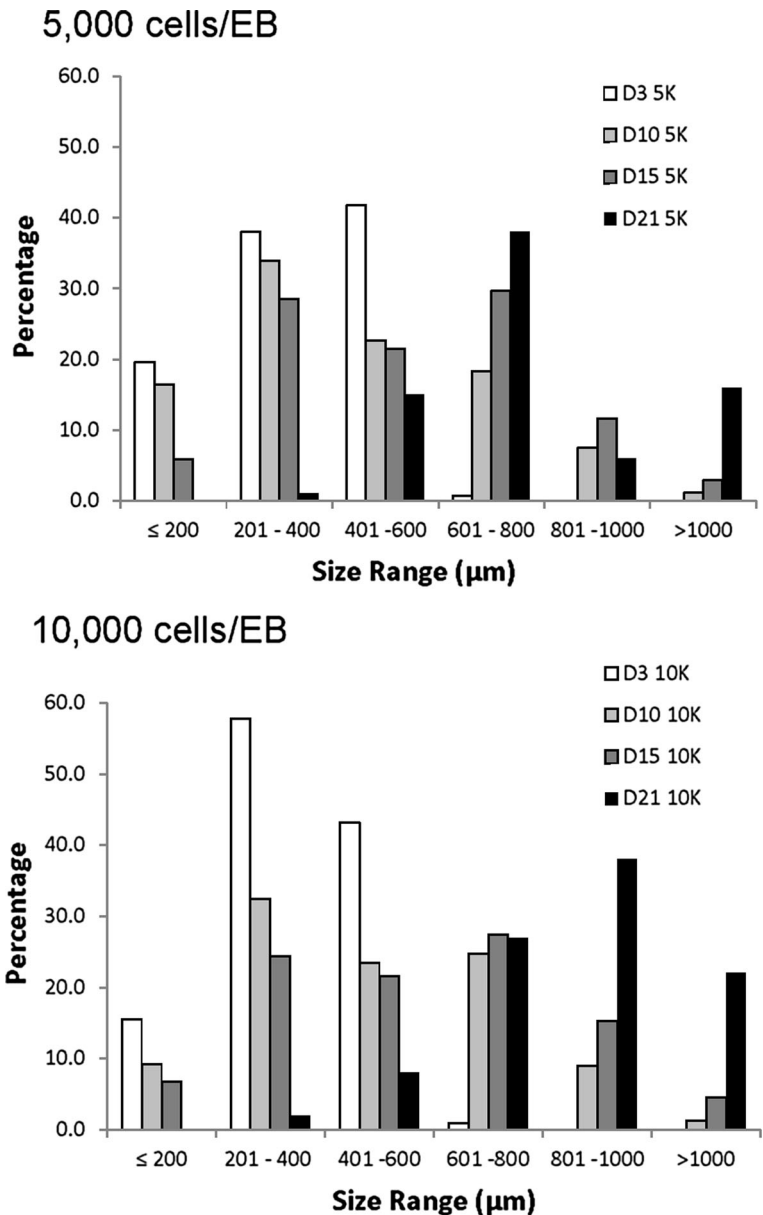 5,000 cells/EB
60.0
50.0
40.0
30.0
20.0
10.0
0.0
Percentage
D3 5K
D10 5K
D15 5K
D21 5K
≤ 200
201 - 400
401 -600
601 - 800
801 -1000
>1000
Size Range (μm)
10,000 cells/EB
60.0
50.0
40.0
30.0
20.0
10.0
0.0
Percentage
D3 10K
D10 10K
D15 10K
D21 10K
≤ 200
201 - 400
401 -600
601 -800
801 -1000
>1000
Size Range (μm)